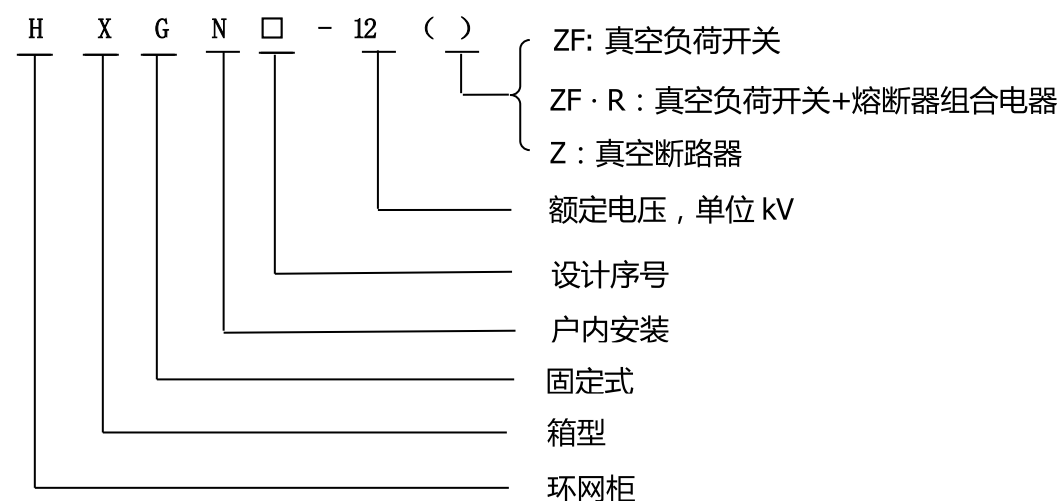 H X G N □ - 12 ( )
ZF: 真空负荷开关
ZF · R：真空负荷开关+熔断器组合电器
Z：真空断路器
额定电压，单位 kV
设计序号
户内安装
固定式
箱型
环网柜